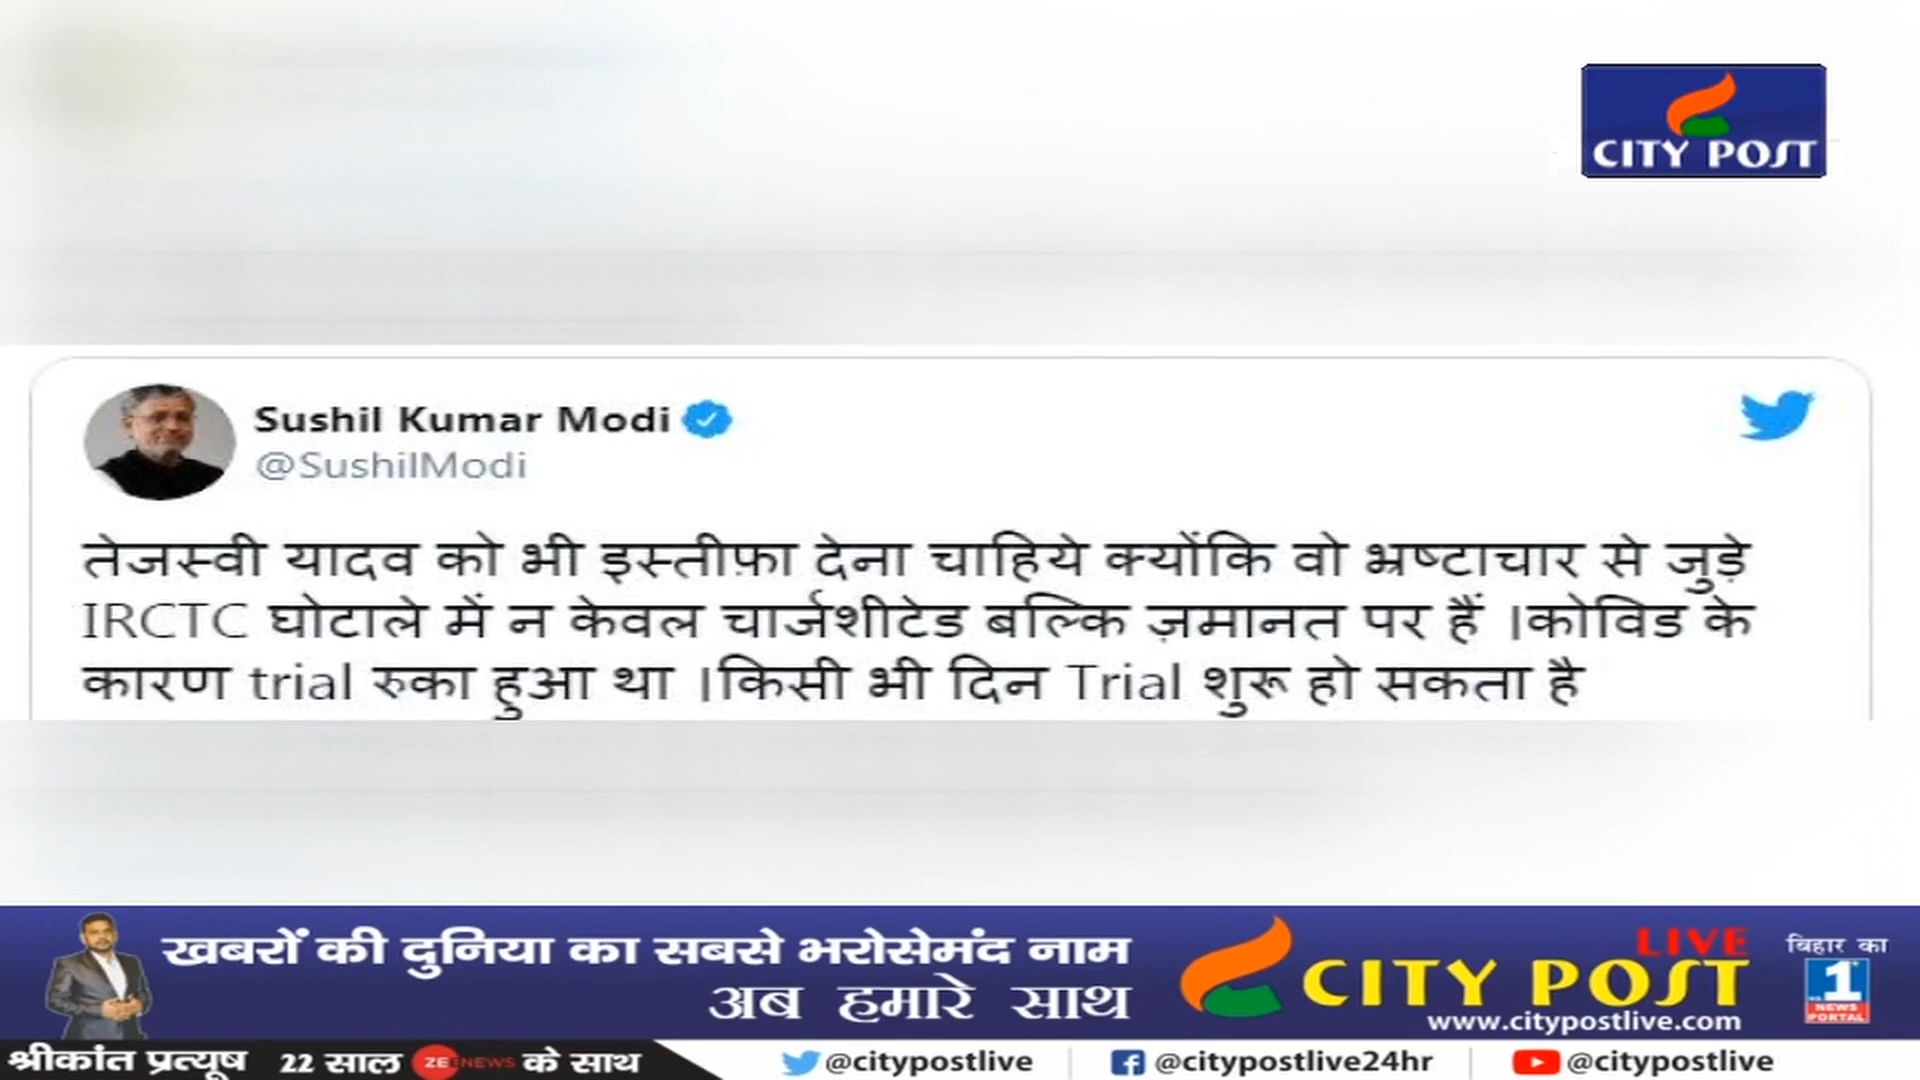 CITY POST
Sushil Kumar Modi
@SushilModi
तेजस्वी यादव को भी इस्तीफ़ा देना चाहिये क्योंकि वो भ्रष्टाचार से जुड़े
IRCTC घोटाले में न केवल चार्जशीटेड बल्कि ज़मानत पर हैं ।कोविड के
कारण trial रुका हुआ था ।किसी भी दिन Trial शुरू हो सकता है
खबरों की दुनिया का सबसे भरोसेमंद नाम
अब हमारे साथ
LIVE
CITY POST
www.citypostlive.com
बिहार का
NO. 1
NEWS
PORTAL
श्रीकांत प्रत्यूष 22 साल ZEE NEWS के साथ
@citypostlive
@citypostlive24hr
@citypostlive